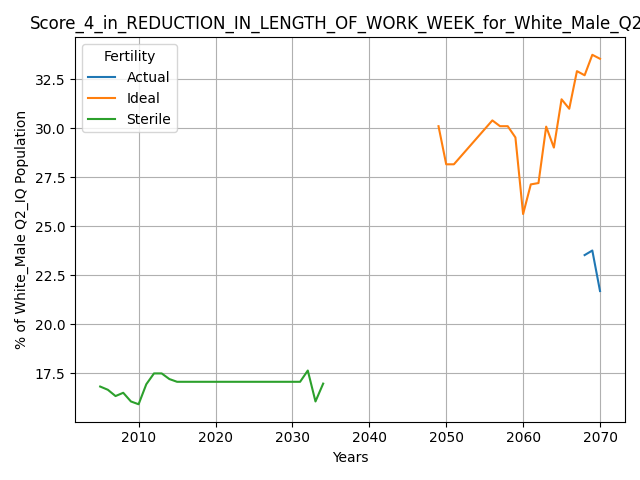 Score_4_in_REDUCTION_IN_LENGTH_OF_WORK_WEEK_for_White_Male_Q2
Fertility
Actual
Ideal
Sterile
% of White_Male Q2_IQ Population
32.5
30.0
27.5
25.0
22.5
20.0
17.5
2010 2020 2030 2040 2050 2060 2070
Years